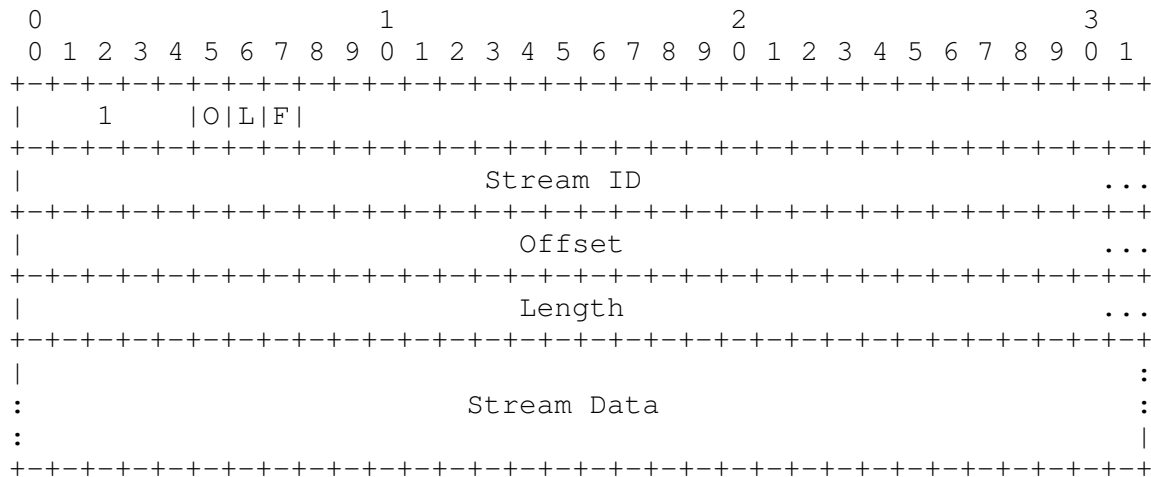 0                   1                   2                   3
 0 1 2 3 4 5 6 7 8 9 0 1 2 3 4 5 6 7 8 9 0 1 2 3 4 5 6 7 8 9 0 1
+-+-+-+-+-+-+-+-+-+-+-+-+-+-+-+-+-+-+-+-+-+-+-+-+-+-+-+-+-+-+-+-+
|    1    |O|L|F|
+-+-+-+-+-+-+-+-+-+-+-+-+-+-+-+-+-+-+-+-+-+-+-+-+-+-+-+-+-+-+-+-+
|                          Stream ID                          ...
+-+-+-+-+-+-+-+-+-+-+-+-+-+-+-+-+-+-+-+-+-+-+-+-+-+-+-+-+-+-+-+-+
|                            Offset                           ...
+-+-+-+-+-+-+-+-+-+-+-+-+-+-+-+-+-+-+-+-+-+-+-+-+-+-+-+-+-+-+-+-+
|                            Length                           ...
+-+-+-+-+-+-+-+-+-+-+-+-+-+-+-+-+-+-+-+-+-+-+-+-+-+-+-+-+-+-+-+-+
|                                                               :
:                         Stream Data                           :
:                                                               |
+-+-+-+-+-+-+-+-+-+-+-+-+-+-+-+-+-+-+-+-+-+-+-+-+-+-+-+-+-+-+-+-+